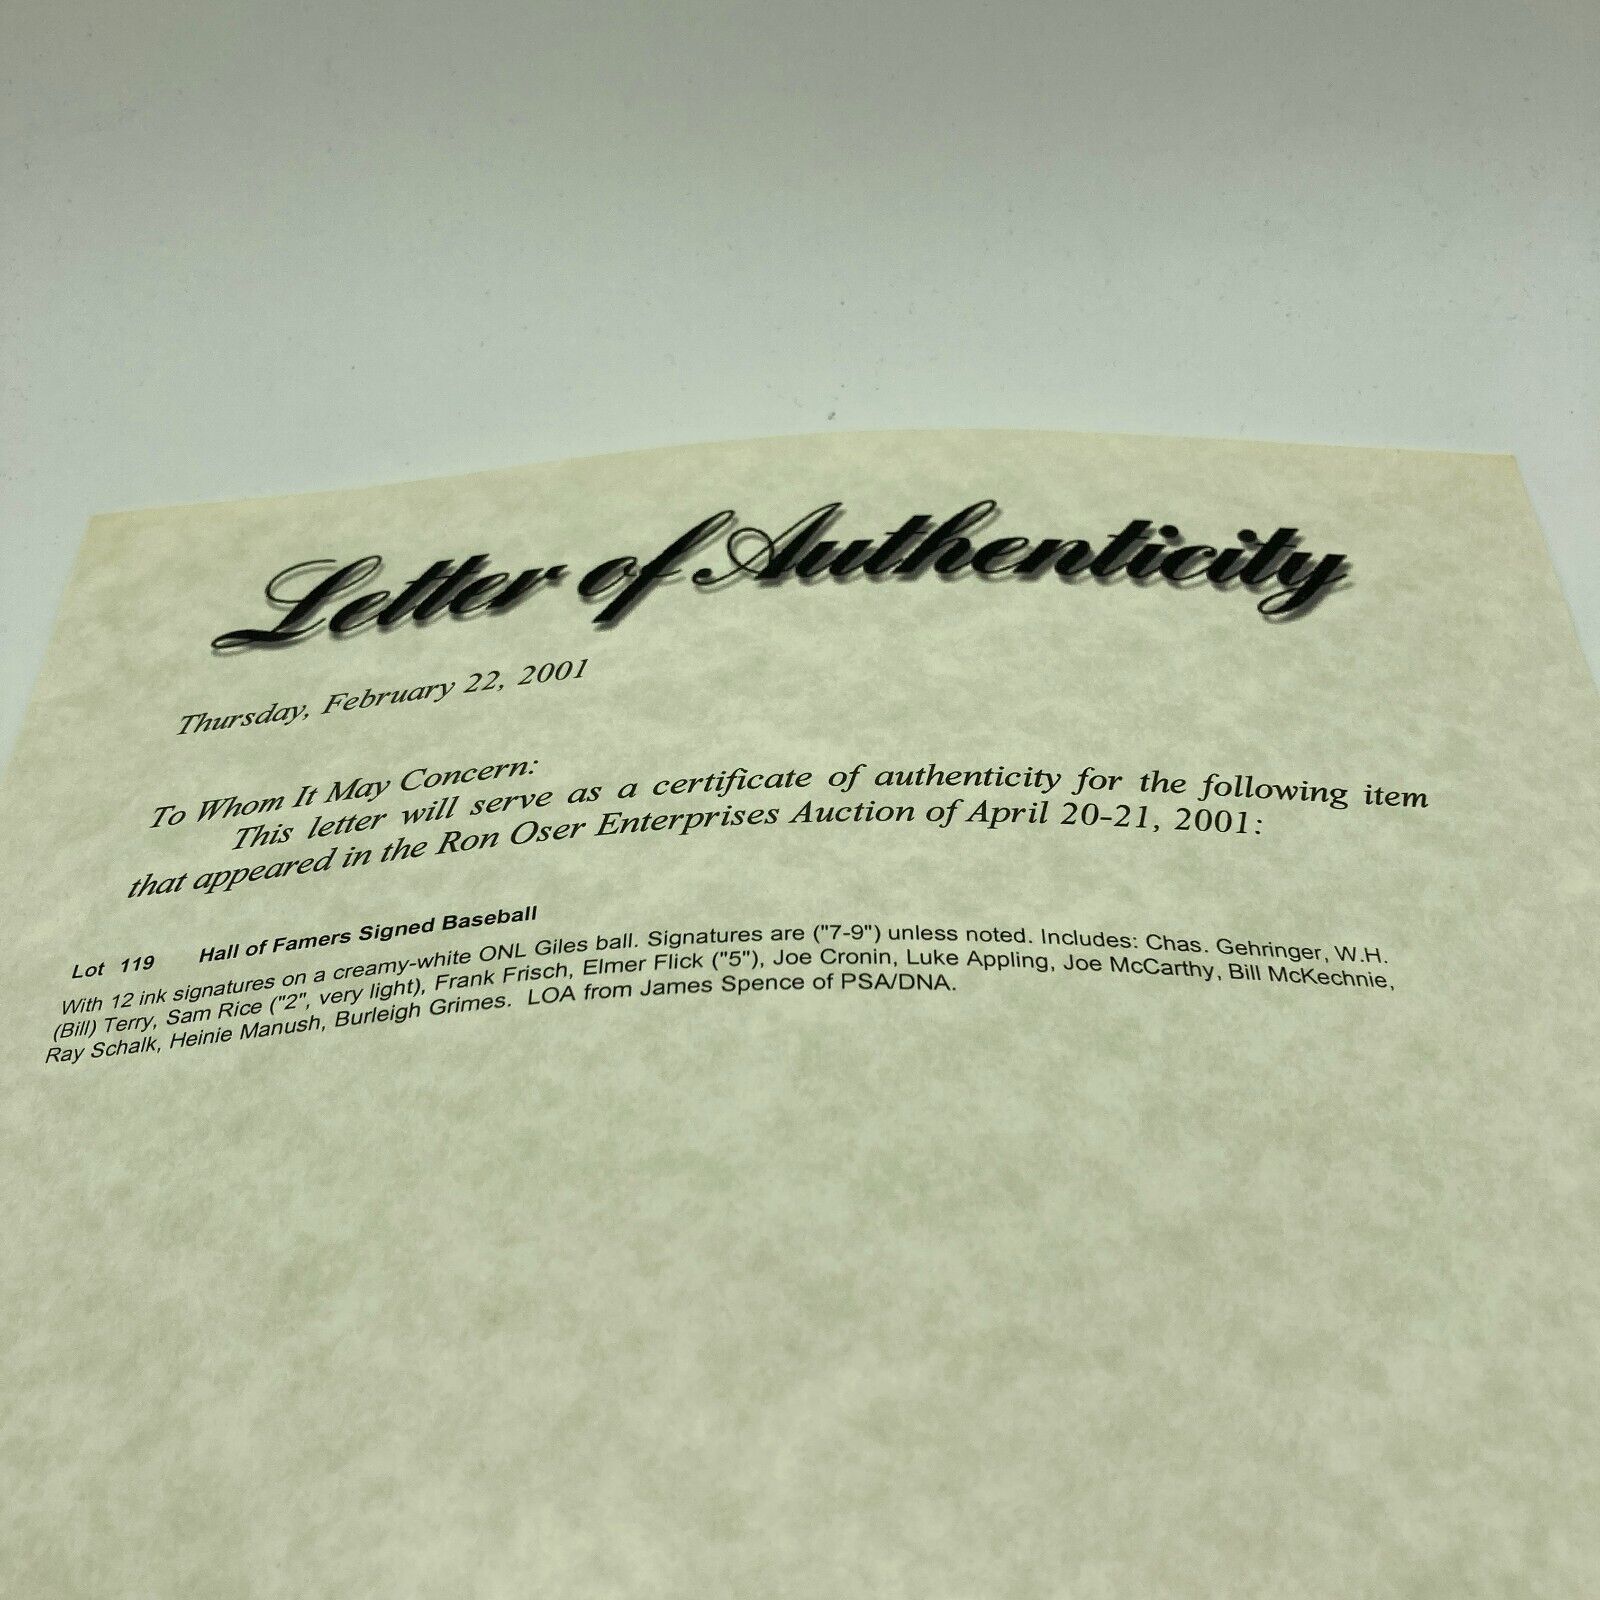 Letter of Authenticity
Thursday, February 22, 2001
To Whom It May Concern:
This letter will serve as a certificate of authenticity for the following item
that appeared in the Ron Oser Enterprises Auction of April 20-21, 2001:
Lot 119 Hall of Famers Signed Baseball
With 12 ink signatures on a creamy-white ONL Giles ball. Signatures are ("7-9") unless noted. Includes: Chas. Gehringer, W.H.
(Bill) Terry, Sam Rice ("2", very light), Frank Frisch, Elmer Flick ("5"), Joe Cronin, Luke Appling, Joe McCarthy, Bill McKechnie,
Ray Schalk, Heinie Manush, Burleigh Grimes. LOA from James Spence of PSA/DNA.